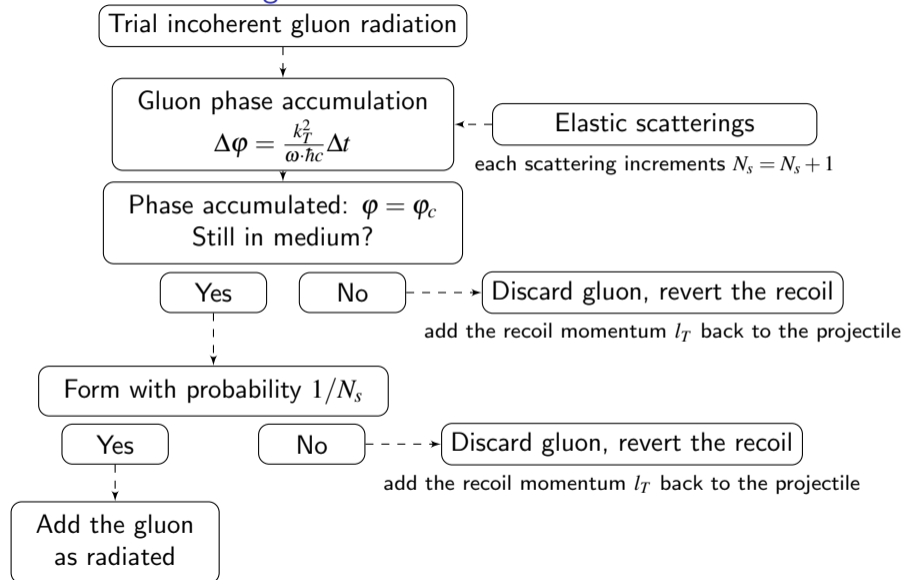 Trial incoherent gluon radiation
Gluon phase accumulation
Δφ = k_T^2/(ω·ħc) Δt
Elastic scatterings
each scattering increments N_s = N_s + 1
Phase accumulated: φ = φ_c
Still in medium?
Yes
No
Discard gluon, revert the recoil
add the recoil momentum l_T back to the projectile
Form with probability 1/N_s
Yes
No
Discard gluon, revert the recoil
add the recoil momentum l_T back to the projectile
Add the gluon
as radiated